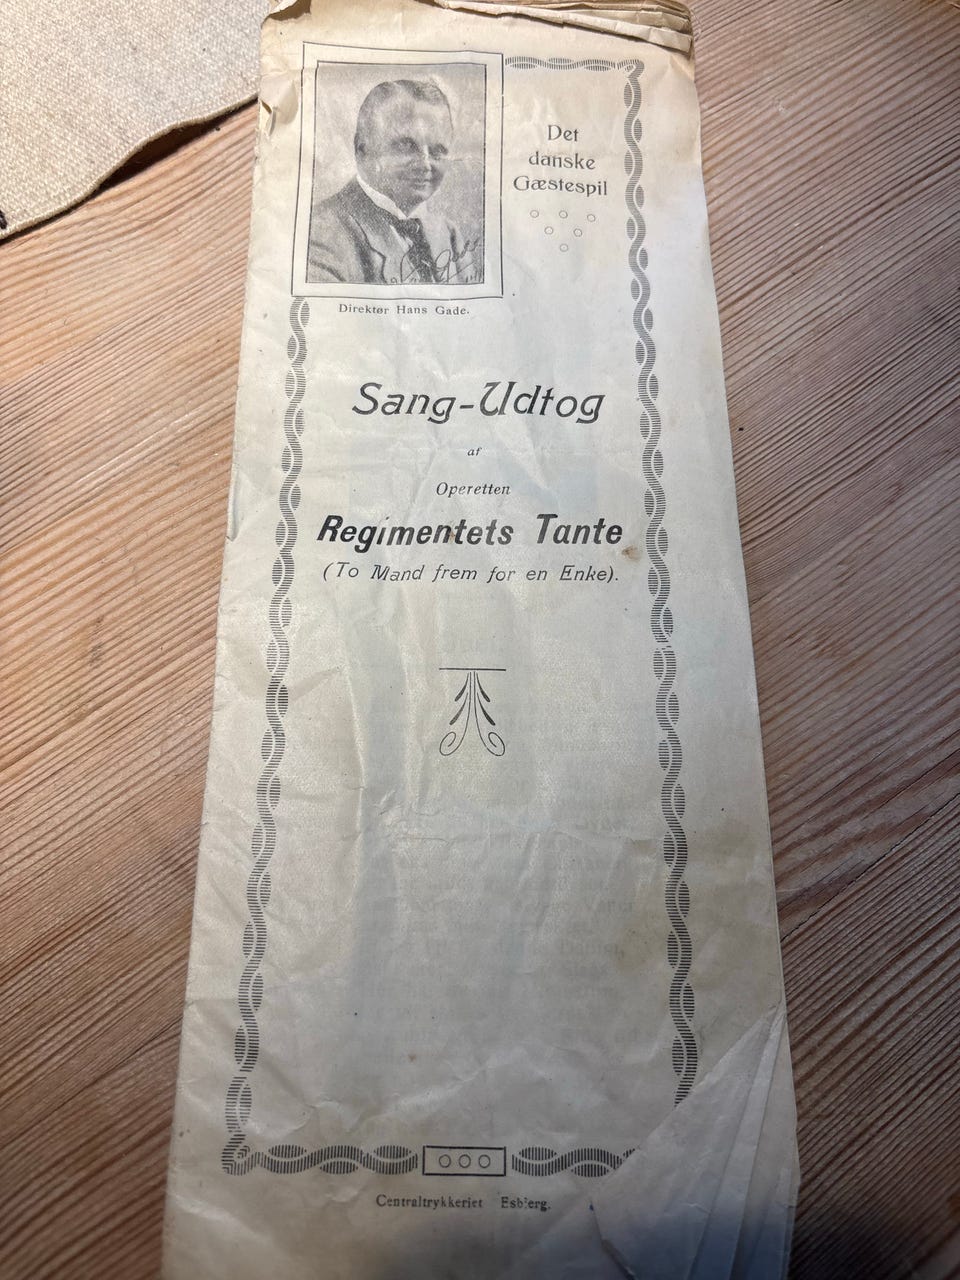 Det
danske
Gæstespil
Direktør Hans Gade.
Sang-Udtog
af
Operetten
Regimentets Tante
(To Mand frem for en Enke).
Centraltrykkeriet Esbjerg.